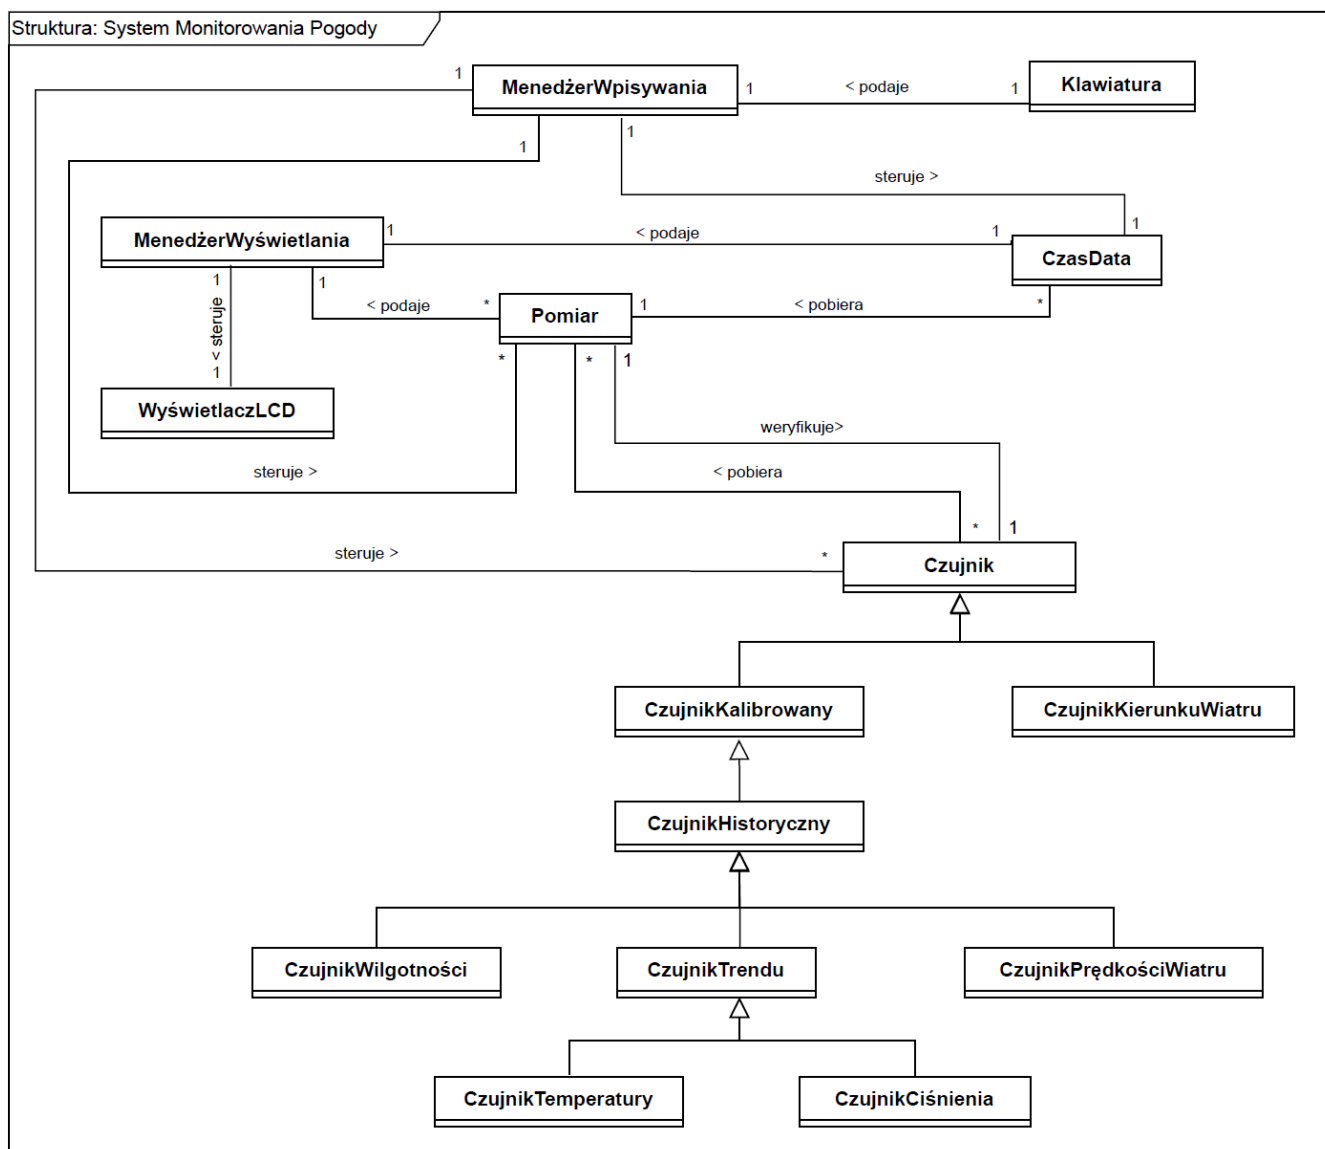 Struktura: System Monitorowania Pogody
1
MenedżerWpisywania
1
< podaje
1
Klawiatura
1
1
steruje >
1
MenedżerWyświetlania
1
< podaje
1
CzasData
1
1
< podaje
*
Pomiar
1
< pobiera
*
< steruje
1
WyświetlaczLCD
*
*
1
weryfikuje>
steruje >
< pobiera
*
1
steruje >
*
Czujnik
CzujnikKalibrowany
CzujnikKierunkuWiatru
CzujnikHistoryczny
CzujnikWilgotności
CzujnikTrendu
CzujnikPrędkościWiatru
CzujnikTemperatury
CzujnikCiśnienia